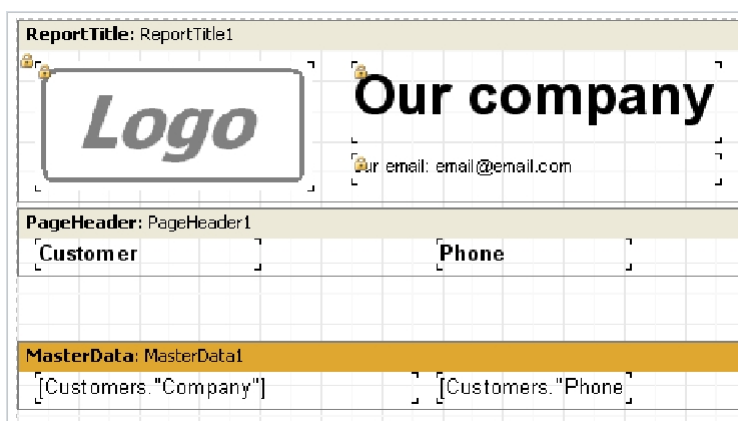 ReportTitle: ReportTitle1
Logo
Our company
ur email: email@email.com
PageHeader: PageHeader1
Customer Phone
MasterData: MasterData1
[Customers."Company"] [Customers."Phone